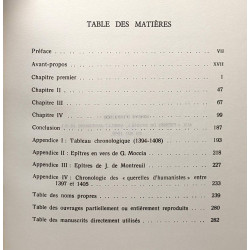 TABLE DES MATIÈRES
Préface VII
Avant-propos XVII
Chapitre premier 1
Chapitre II 47
Chapitre III 67
Chapitre IV 99
Conclusion 187
Appendice I : Tableau chronologique (1394-1408) 193
Appendice II : Epîtres en vers de G. Moccia 218
Appendice III : Epîtres de J. de Montreuil 227
Appendice IV : Chronologie des « querelles d'humanistes » entre
1397 et 1405 233
Table des noms propres 239
Table des ouvrages partiellement ou entièrement reproduits 260
Table des manuscrits directement utilisés 262